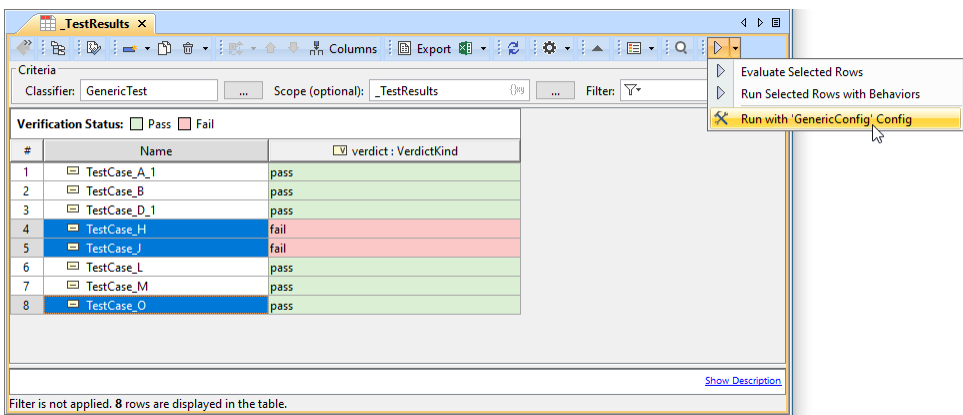 _TestResults ×
Columns Export
Criteria
Classifier: GenericTest ... Scope (optional): _TestResults ... Filter:
Evaluate Selected Rows
Run Selected Rows with Behaviors
Run with 'GenericConfig' Config
Verification Status: Pass Fail
# Name verdict : VerdictKind
1 TestCase_A_1 pass
2 TestCase_B pass
3 TestCase_D_1 pass
4 TestCase_H fail
5 TestCase_J fail
6 TestCase_L pass
7 TestCase_M pass
8 TestCase_O pass
Show Description
Filter is not applied. 8 rows are displayed in the table.